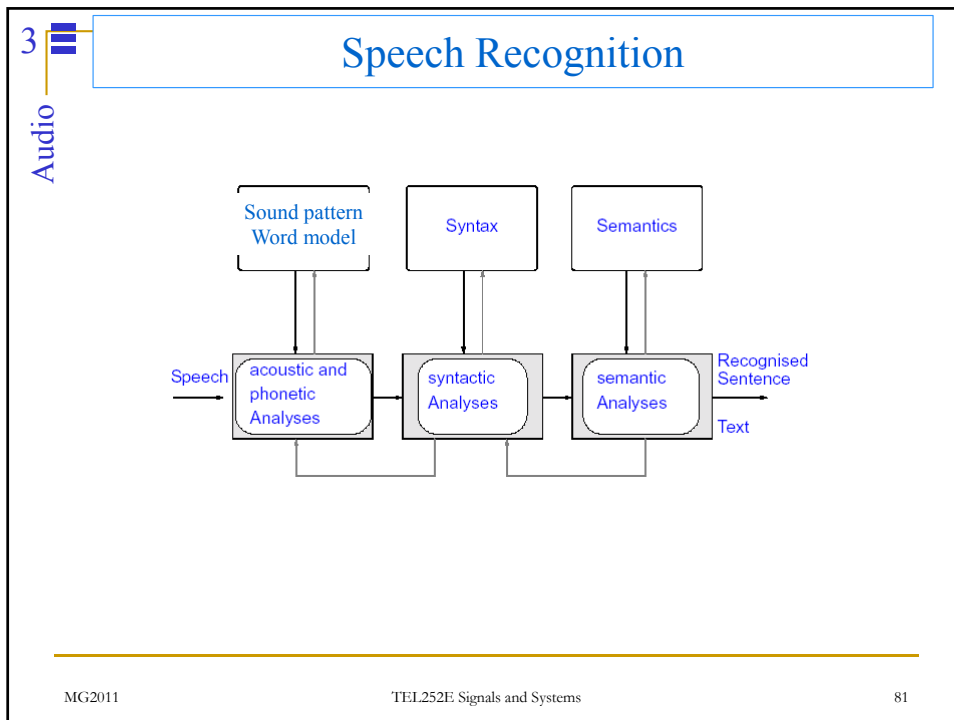 3
Speech Recognition
Audio
Sound pattern
Word model
Syntax
Semantics
Speech
acoustic and
phonetic
Analyses
syntactic
Analyses
semantic
Analyses
Recognised
Sentence
Text
MG2011
TEL252E Signals and Systems
81